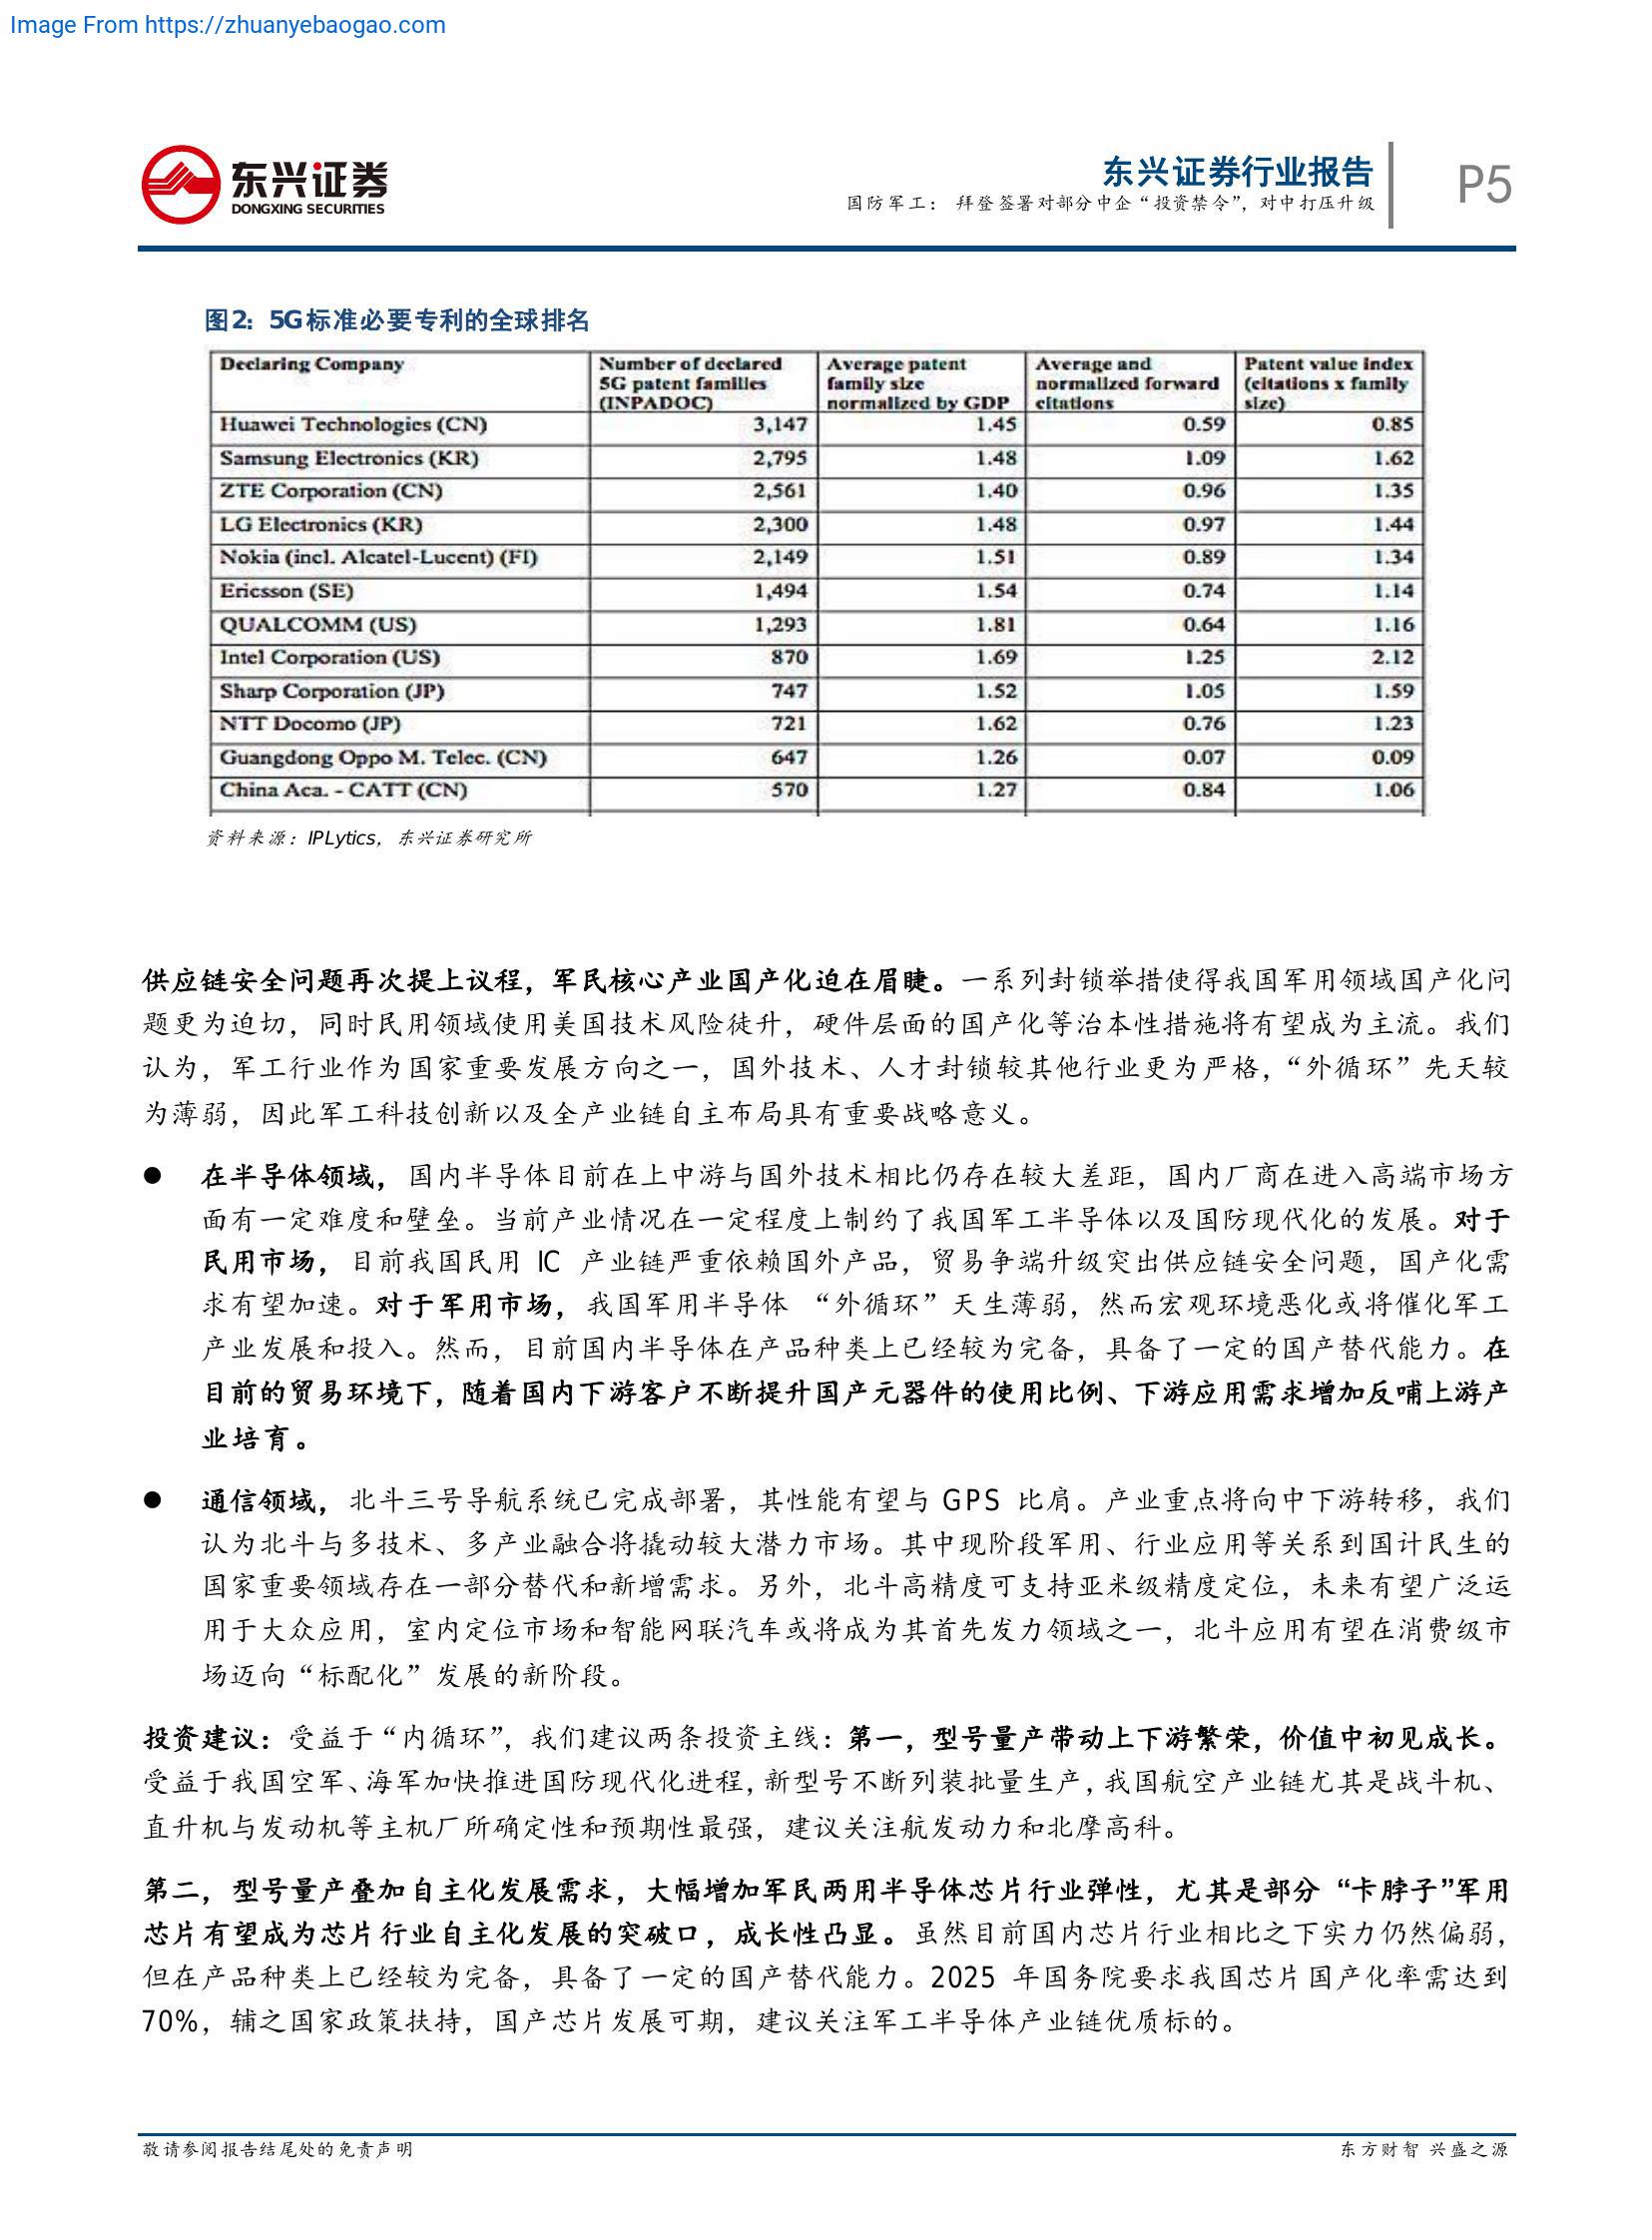 Image From https://zhuanyebaogao.com
东兴证券
DONGXING SECURITIES
东兴证券行业报告
国防军工： 拜登签署对部分中企“投资禁令”，对中打压升级
P5
图2: 5G标准必要专利的全球排名
Declaring Company Number of declared 5G patent families (INPADOC) Average patent family size normalized by GDP Average and normalized forward citations Patent value index (citations x family size)
Huawei Technologies (CN) 3,147 1.45 0.59 0.85
Samsung Electronics (KR) 2,795 1.48 1.09 1.62
ZTE Corporation (CN) 2,561 1.40 0.96 1.35
LG Electronics (KR) 2,300 1.48 0.97 1.44
Nokia (incl. Alcatel-Lucent) (FI) 2,149 1.51 0.89 1.34
Ericsson (SE) 1,494 1.54 0.74 1.14
QUALCOMM (US) 1,293 1.81 0.64 1.16
Intel Corporation (US) 870 1.69 1.25 2.12
Sharp Corporation (JP) 747 1.52 1.05 1.59
NTT Docomo (JP) 721 1.62 0.76 1.23
Guangdong Oppo M. Telec. (CN) 647 1.26 0.07 0.09
China Aca. - CATT (CN) 570 1.27 0.84 1.06
资料来源：IPLytics，东兴证券研究所
供应链安全问题再次提上议程，军民核心产业国产化迫在眉睫。一系列封锁举措使得我国军用领域国产化问
题更为迫切，同时民用领域使用美国技术风险徒升，硬件层面的国产化等治本性措施将有望成为主流。我们
认为，军工行业作为国家重要发展方向之一，国外技术、人才封锁较其他行业更为严格，“外循环”先天较
为薄弱，因此军工科技创新以及全产业链自主布局具有重要战略意义。
● 在半导体领域，国内半导体目前在上中游与国外技术相比仍存在较大差距，国内厂商在进入高端市场方
面有一定难度和壁垒。当前产业情况在一定程度上制约了我国军工半导体以及国防现代化的发展。对于
民用市场，目前我国民用 IC 产业链严重依赖国外产品，贸易争端升级突出供应链安全问题，国产化需
求有望加速。对于军用市场，我国军用半导体 “外循环”天生薄弱，然而宏观环境恶化或将催化军工
产业发展和投入。然而，目前国内半导体在产品种类上已经较为完备，具备了一定的国产替代能力。在
目前的贸易环境下，随着国内下游客户不断提升国产元器件的使用比例、下游应用需求增加反哺上游产
业培育。
● 通信领域，北斗三号导航系统已完成部署，其性能有望与 GPS 比肩。产业重点将向中下游转移，我们
认为北斗与多技术、多产业融合将撬动较大潜力市场。其中现阶段军用、行业应用等关系到国计民生的
国家重要领域存在一部分替代和新增需求。另外，北斗高精度可支持亚米级精度定位，未来有望广泛运
用于大众应用，室内定位市场和智能网联汽车或将成为其首先发力领域之一，北斗应用有望在消费级市
场迈向“标配化”发展的新阶段。
投资建议：受益于“内循环”，我们建议两条投资主线：第一，型号量产带动上下游繁荣，价值中初见成长。
受益于我国空军、海军加快推进国防现代化进程，新型号不断列装批量生产，我国航空产业链尤其是战斗机、
直升机与发动机等主机厂所确定性和预期性最强，建议关注航发动力和北摩高科。
第二，型号量产叠加自主化发展需求，大幅增加军民两用半导体芯片行业弹性，尤其是部分“卡脖子”军用
芯片有望成为芯片行业自主化发展的突破口，成长性凸显。虽然目前国内芯片行业相比之下实力仍然偏弱，
但在产品种类上已经较为完备，具备了一定的国产替代能力。2025 年国务院要求我国芯片国产化率需达到
70%，辅之国家政策扶持，国产芯片发展可期，建议关注军工半导体产业链优质标的。
敬请参阅报告结尾处的免责声明
东方财智 兴盛之源